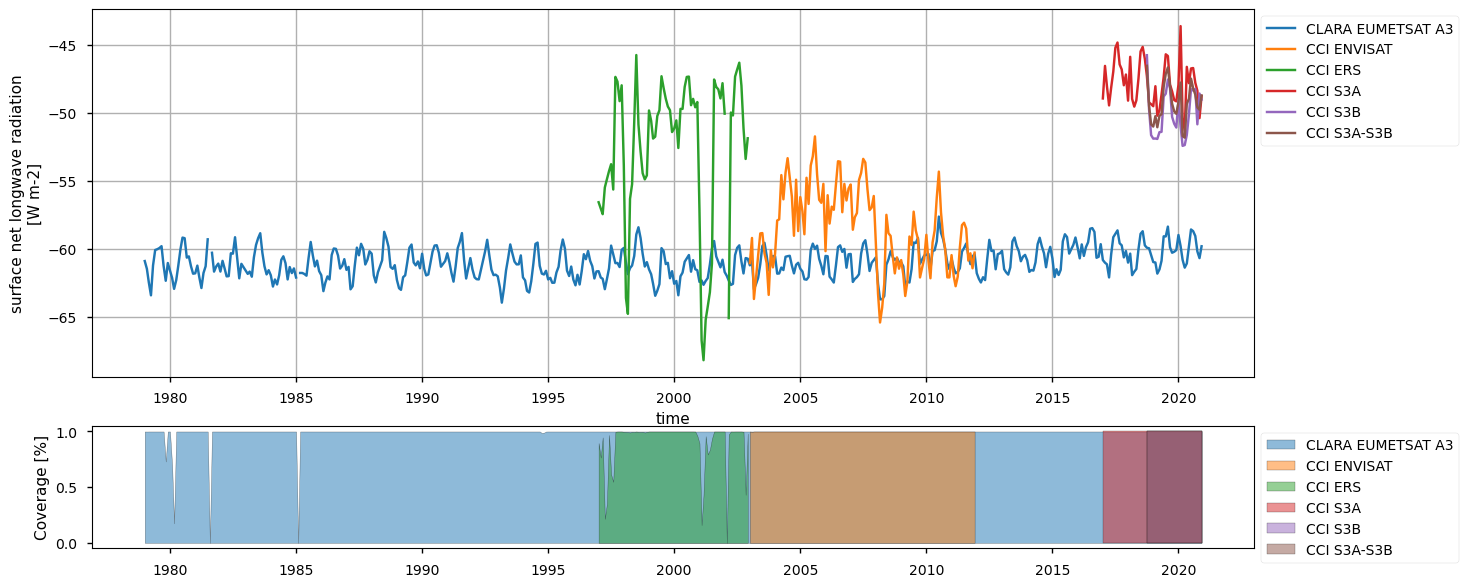 surface net longwave radiation
[W m-2]
−45
−50
−55
−60
−65
1980
1985
1990
1995
2000
2005
2010
2015
2020
time
CLARA EUMETSAT A3
CCI ENVISAT
CCI ERS
CCI S3A
CCI S3B
CCI S3A-S3B
Coverage [%]
1.0
0.5
0.0
1980
1985
1990
1995
2000
2005
2010
2015
2020
CLARA EUMETSAT A3
CCI ENVISAT
CCI ERS
CCI S3A
CCI S3B
CCI S3A-S3B